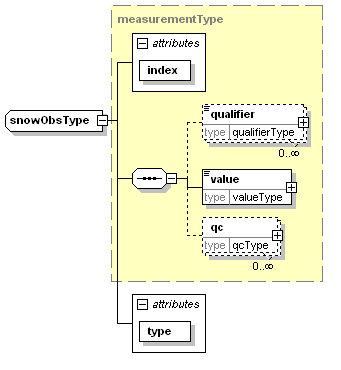 measurementType
attributes
index
snowObsType
qualifier
type qualifierType
0..∞
value
type valueType
qc
type qcType
0..∞
attributes
type